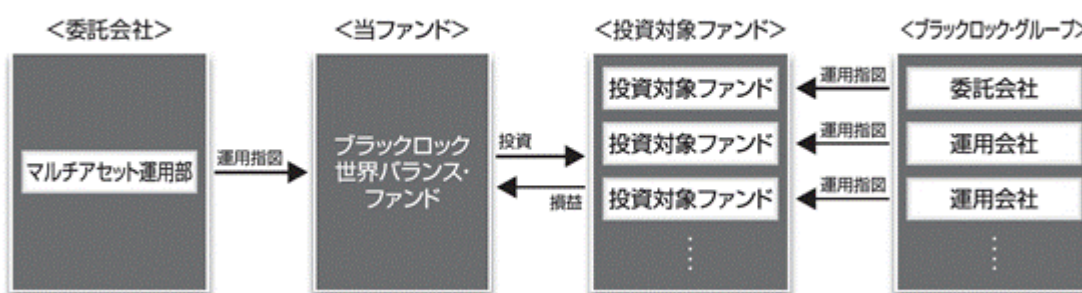 <委託会社>
マルチアセット運用部
運用指図
<当ファンド>
ブラックロック
世界バランス・
ファンド
投資
損益
<投資対象ファンド>
投資対象ファンド
投資対象ファンド
投資対象ファンド
運用指図
運用指図
運用指図
<ブラックロック・グループ>
委託会社
運用会社
運用会社